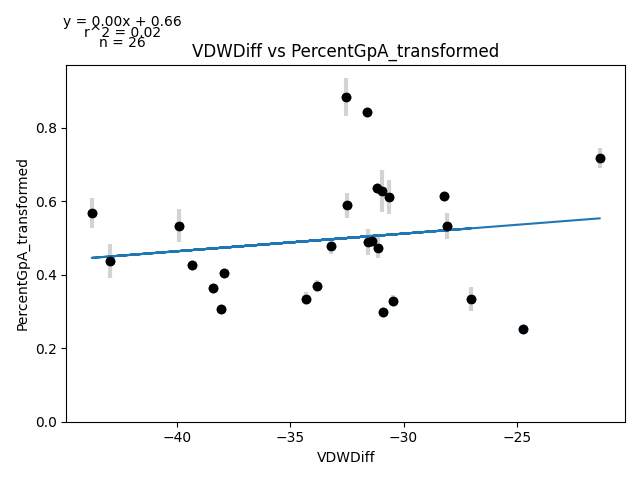 y = 0.00x + 0.66
r^2 = 0.02
n = 26
VDWDiff vs PercentGpA_transformed
PercentGpA_transformed
0.8
0.6
0.4
0.2
0.0
−40 −35 −30 −25
VDWDiff